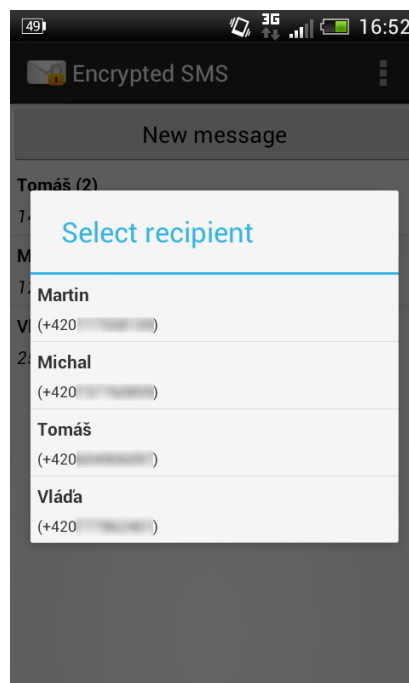 49
3G
16:52
Encrypted SMS
New message
Tomáš (2)
Select recipient
Martin
(+420 )
Michal
(+420 )
Tomáš
(+420 )
Vláďa
(+420 )